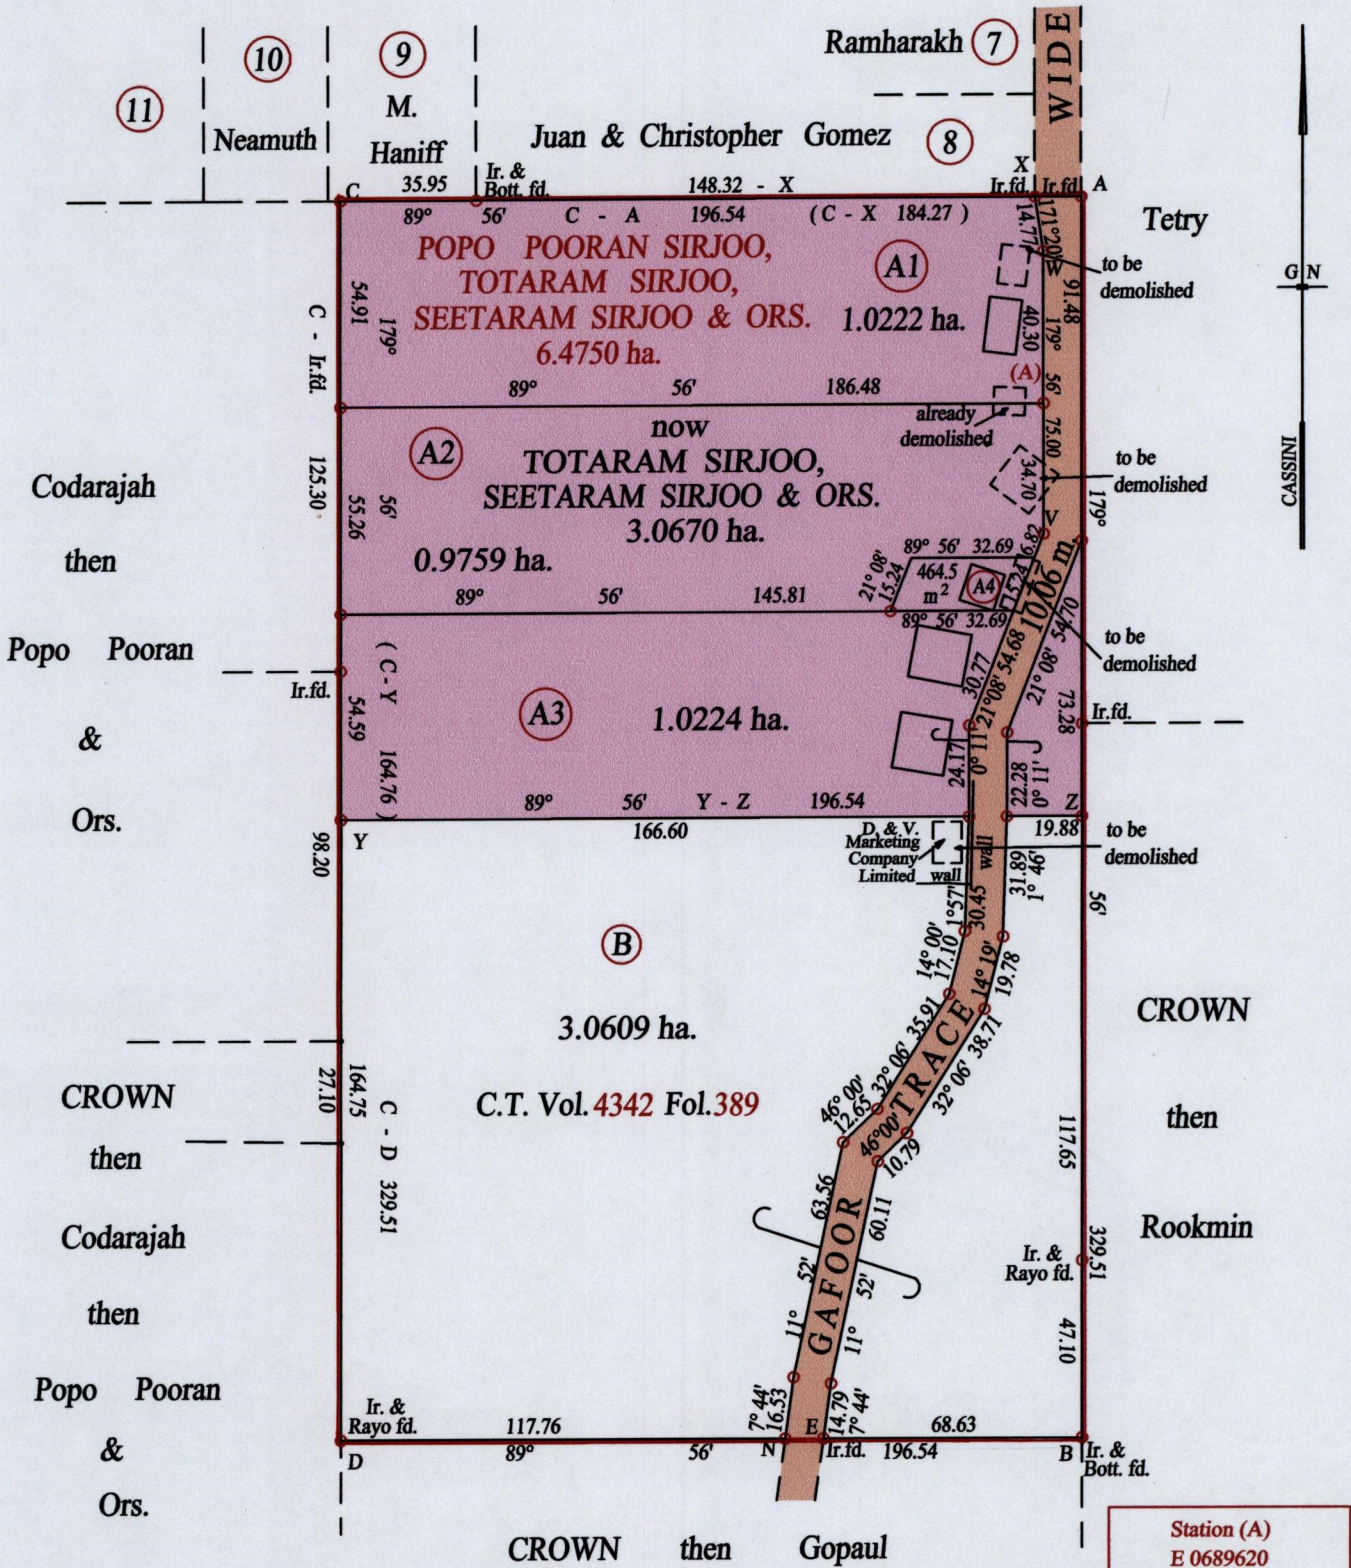 Ramharakh 7
WIDE
10
9
11
M.
Neamuth
Haniff
Juan & Christopher Gomez 8
X
C
35.95
Ir. &
Bott. fd.
148.32 - X
Ir.fd.
Ir.fd
A
89° 56' C - A 196.54 (C - X 184.27)
14.77
171° 20'
W
Tetry
POPO POORAN SIRJOO,
TOTARAM SIRJOO,
SEETARAM SIRJOO & ORS.
6.4750 ha.
A1
1.0222 ha.
to be
demolished
G N
91.48
40.30
179°
56'
(A)
54.91
179°
C - Ir.fd.
125.30
89° 56' 186.48
already
demolished
75.00
34.70
now
A2
TOTARAM SIRJOO,
SEETARAM SIRJOO & ORS.
3.0670 ha.
to be
demolished
CASSINI
Codarajah
then
Popo Pooran
&
Ors.
56'
55.26
0.9759 ha.
V
179°
6.82
89° 56' 32.69
21° 08'
15.24
464.5
m²
A4
15.24
10.06 m.
89° 56' 145.81
89° 56' 32.69
54.70
21° 08'
to be
demolished
Ir.fd.
(C-Y 164.76)
54.59
A3
1.0224 ha.
30.77
21°08' 54.68
73.28
Ir.fd.
24.17
0° 11'
22.28
0° 11'
89° 56' Y - Z 196.54
Z
Y
166.60
19.88
D. & V.
Marketing
Company
Limited
wall
wall
to be
demolished
98.20
31.89
1° 46'
56'
1°57'
30.45
B
14° 00'
17.10
14° 19'
19.78
3.0609 ha.
C.T. Vol.4342 Fol.389
32° 06' 35.91
TRACE
32° 06' 38.71
CROWN
then
Rookmin
CROWN
then
Codarajah
then
Popo Pooran
&
Ors.
27.10
164.75
C - D 329.51
46° 00'
12.65
46°00'
10.79
117.65
63.56
52'
11°
GAFOOR
60.11
52'
11°
Ir. &
Rayo fd.
329.51
47.10
Ir. &
Rayo fd.
117.76
7° 44'
16.53
E
14.79
7° 44'
68.63
D
89° 56'
N
Ir.fd.
196.54
B
Ir. &
Bott. fd.
CROWN then Gopaul
Station (A)
E 0689620